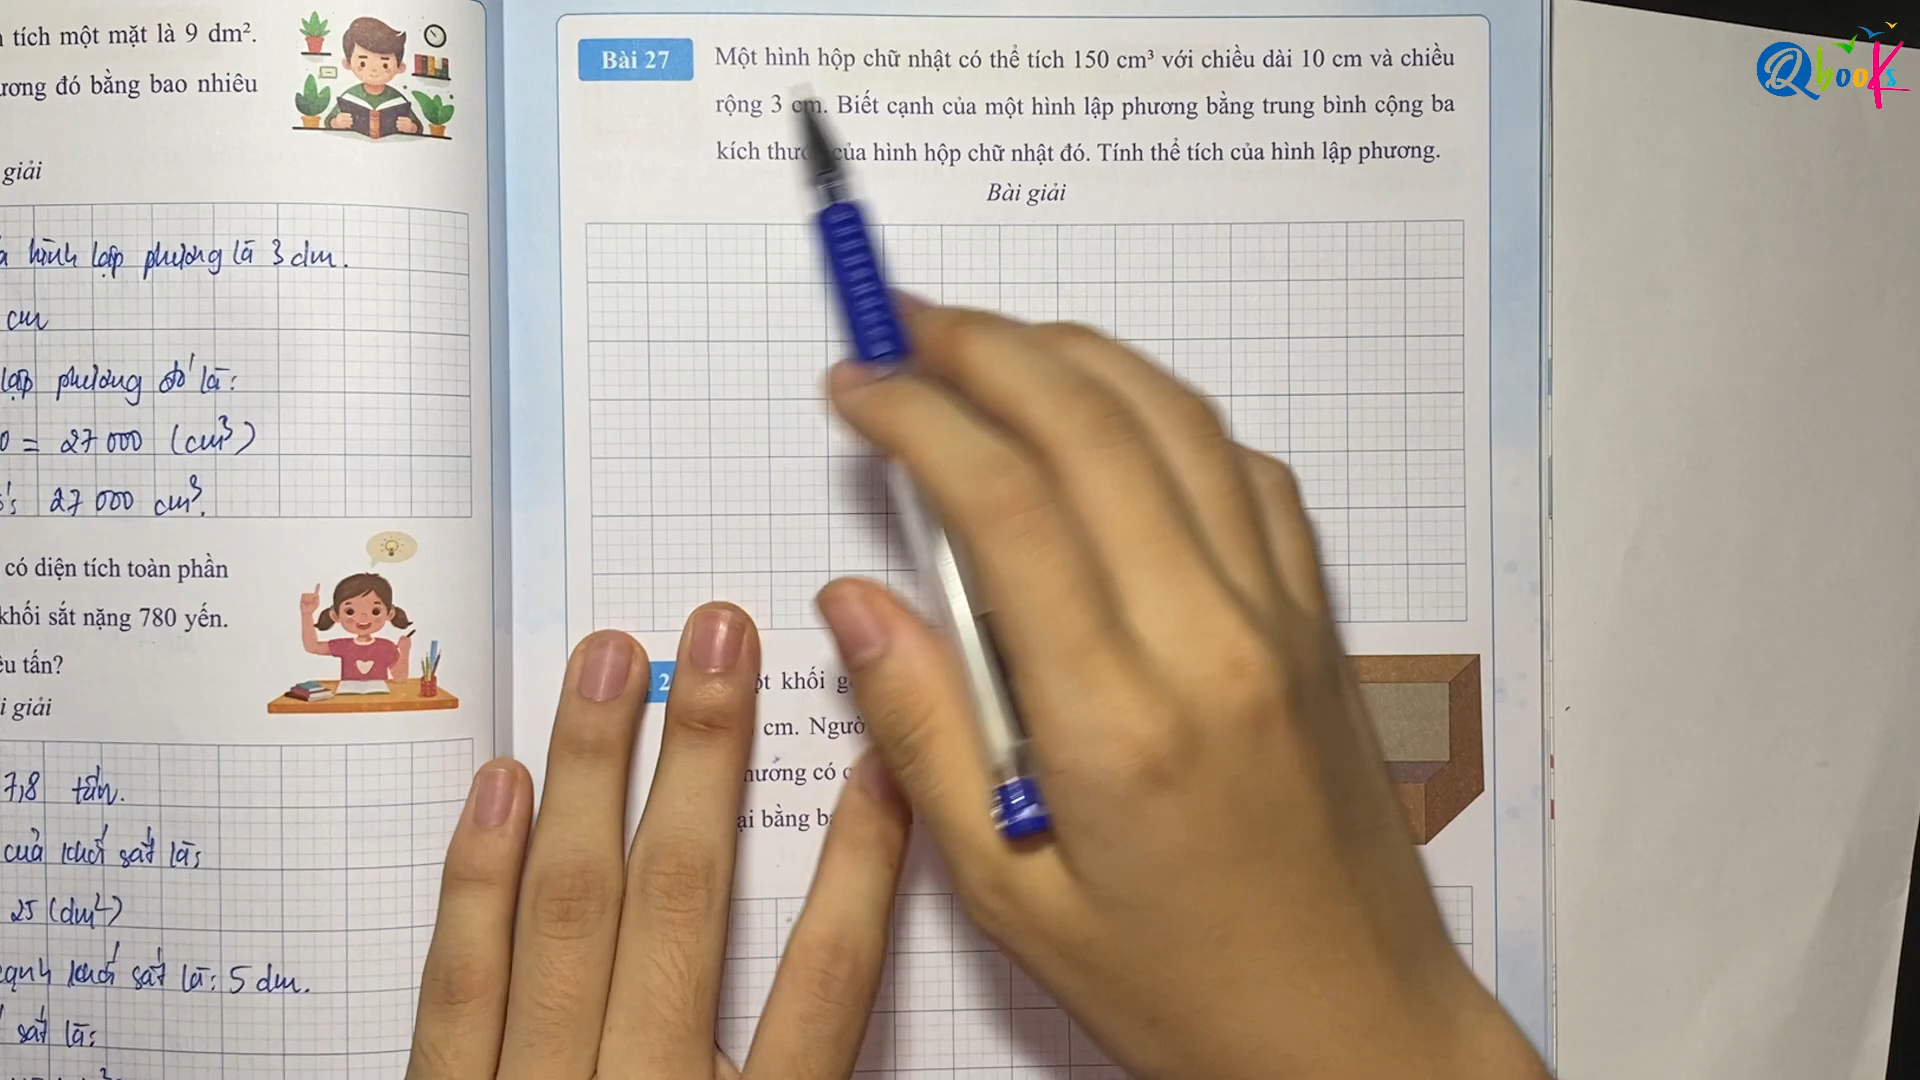 tích một mặt là 9 dm².
ương đó bằng bao nhiêu
giải
hình lập phương là 3 dm.
cm
lập phương đó là:
0 = 27 000 (cm³)
27 000 cm³.
có diện tích toàn phần
khối sắt nặng 780 yến.
tấn?
giải
7,8 tấn.
của khối sắt là:
25 (dm²)
cạnh khối sắt là: 5 dm.
sắt là:
Bài 27
Một hình hộp chữ nhật có thể tích 150 cm³ với chiều dài 10 cm và chiều
rộng 3 cm. Biết cạnh của một hình lập phương bằng trung bình cộng ba
kích thước của hình hộp chữ nhật đó. Tính thể tích của hình lập phương.
Bài giải
2
khối
cm. Ngườ
hương có
ại bằng
Qbooks